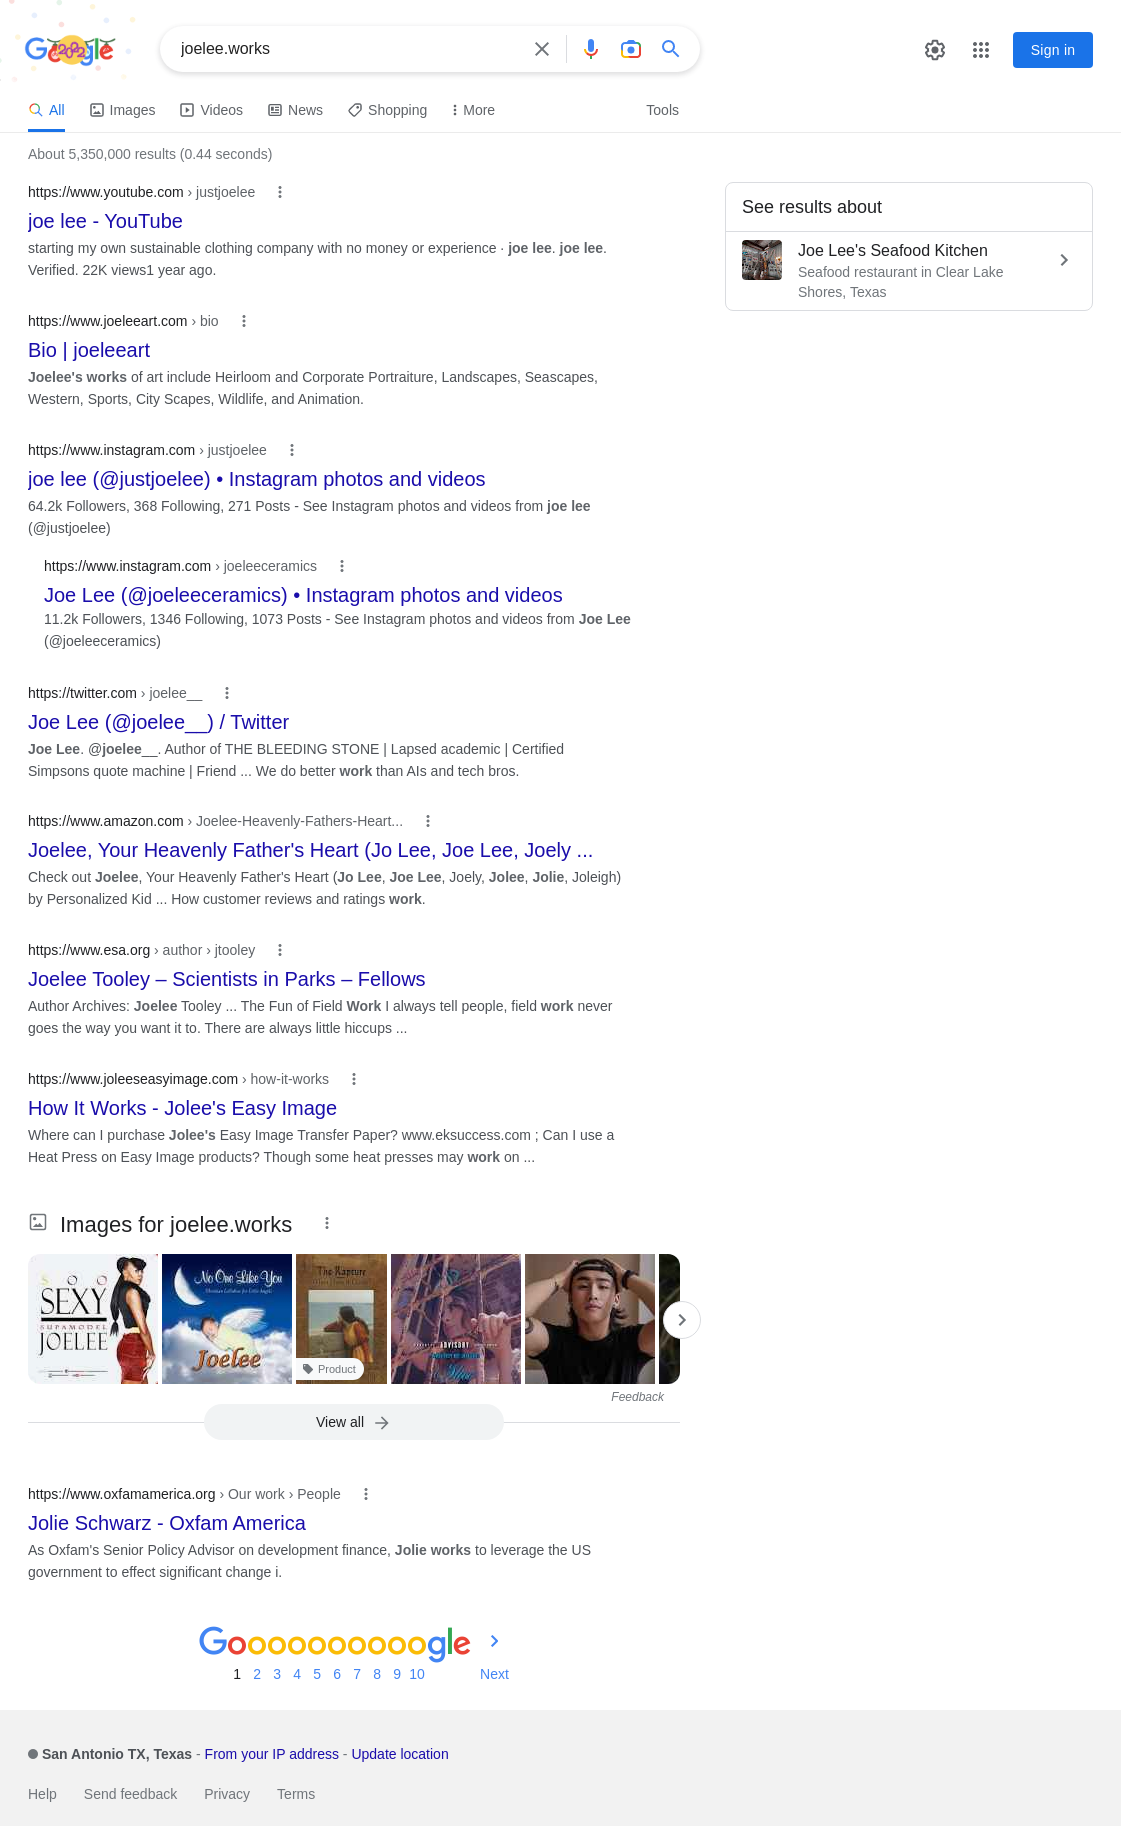 Google
joelee.works
Sign in
All
Images
Videos
News
Shopping
More
Tools
About 5,350,000 results (0.44 seconds)
https://www.youtube.com › justjoelee
joe lee - YouTube
starting my own sustainable clothing company with no money or experience · joe lee. joe lee.
Verified. 22K views1 year ago.
See results about
Joe Lee's Seafood Kitchen
Seafood restaurant in Clear Lake
Shores, Texas
https://www.joeleeart.com › bio
Bio | joeleeart
Joelee's works of art include Heirloom and Corporate Portraiture, Landscapes, Seascapes,
Western, Sports, City Scapes, Wildlife, and Animation.
https://www.instagram.com › justjoelee
joe lee (@justjoelee) • Instagram photos and videos
64.2k Followers, 368 Following, 271 Posts - See Instagram photos and videos from joe lee
(@justjoelee)
https://www.instagram.com › joeleeceramics
Joe Lee (@joeleeceramics) • Instagram photos and videos
11.2k Followers, 1346 Following, 1073 Posts - See Instagram photos and videos from Joe Lee
(@joeleeceramics)
https://twitter.com › joelee__
Joe Lee (@joelee__) / Twitter
Joe Lee. @joelee__. Author of THE BLEEDING STONE | Lapsed academic | Certified
Simpsons quote machine | Friend ... We do better work than AIs and tech bros.
https://www.amazon.com › Joelee-Heavenly-Fathers-Heart...
Joelee, Your Heavenly Father's Heart (Jo Lee, Joe Lee, Joely ...
Check out Joelee, Your Heavenly Father's Heart (Jo Lee, Joe Lee, Joely, Jolee, Jolie, Joleigh)
by Personalized Kid ... How customer reviews and ratings work.
https://www.esa.org › author › jtooley
Joelee Tooley – Scientists in Parks – Fellows
Author Archives: Joelee Tooley ... The Fun of Field Work I always tell people, field work never
goes the way you want it to. There are always little hiccups ...
https://www.joleeseasyimage.com › how-it-works
How It Works - Jolee's Easy Image
Where can I purchase Jolee's Easy Image Transfer Paper? www.eksuccess.com ; Can I use a
Heat Press on Easy Image products? Though some heat presses may work on ...
Images for joelee.works
SOO
SEXY
SUPAMODEL
JOELEE
No One Like You
Joelee
The Rapture
Product
ADVISORY
Feedback
View all
https://www.oxfamamerica.org › Our work › People
Jolie Schwarz - Oxfam America
As Oxfam's Senior Policy Advisor on development finance, Jolie works to leverage the US
government to effect significant change i.
Goooooooooogle
1 2 3 4 5 6 7 8 9 10 Next
San Antonio TX, Texas - From your IP address - Update location
Help
Send feedback
Privacy
Terms